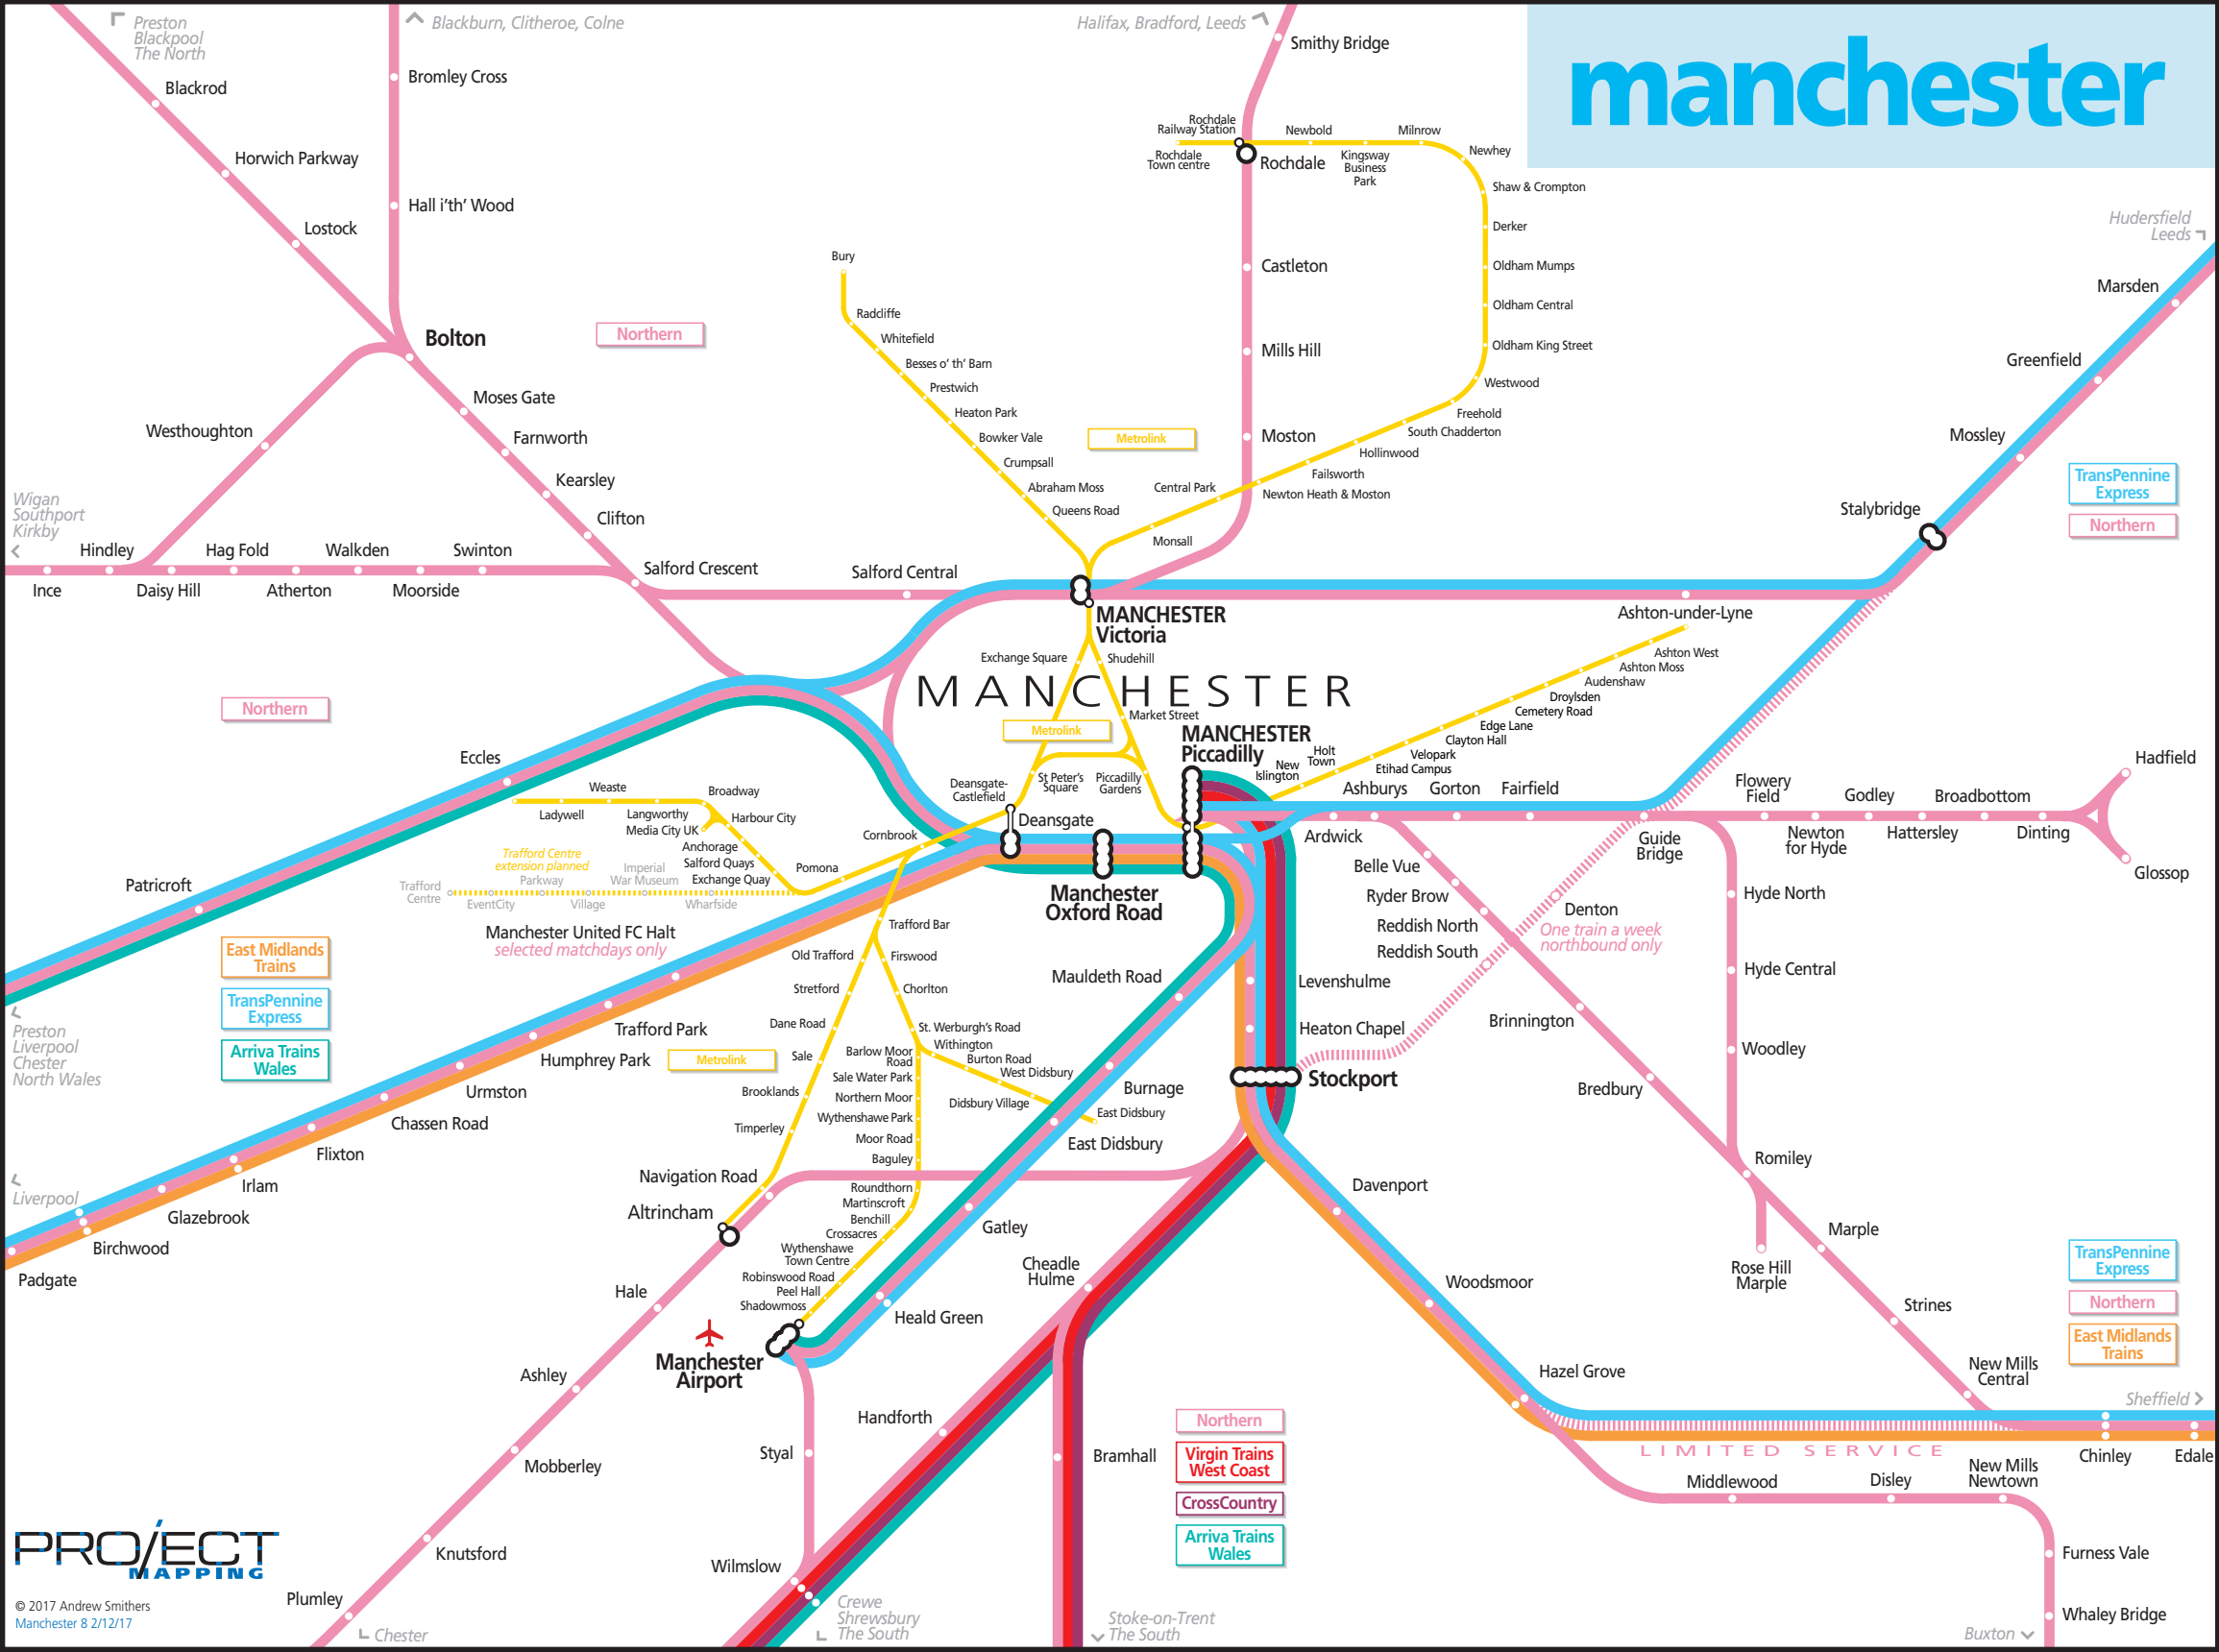 manchester
Preston
Blackpool
The North
Blackburn, Clitheroe, Colne
Halifax, Bradford, Leeds
Smithy Bridge
Blackrod
Bromley Cross
Horwich Parkway
Hall i'th' Wood
Lostock
Rochdale
Railway Station
Rochdale
Town centre
Rochdale
Newbold
Kingsway
Business
Park
Milnrow
Newhey
Shaw & Crompton
Derker
Oldham Mumps
Oldham Central
Oldham King Street
Westwood
Freehold
South Chadderton
Hollinwood
Failsworth
Newton Heath & Moston
Central Park
Monsall
Hudersfield
Leeds
Marsden
Greenfield
Mossley
Stalybridge
TransPennine
Express
Northern
Castleton
Mills Hill
Moston
Bury
Radcliffe
Whitefield
Besses o' th' Barn
Prestwich
Heaton Park
Bowker Vale
Crumpsall
Abraham Moss
Queens Road
Metrolink
Northern
Bolton
Moses Gate
Farnworth
Kearsley
Clifton
Westhoughton
Wigan
Southport
Kirkby
Hindley
Hag Fold
Walkden
Swinton
Ince
Daisy Hill
Atherton
Moorside
Salford Crescent
Salford Central
MANCHESTER
Victoria
Ashton-under-Lyne
Ashton West
Ashton Moss
Audenshaw
Droylsden
Cemetery Road
Edge Lane
Clayton Hall
Velopark
Etihad Campus
Holt
Town
New
Islington
Exchange Square
Shudehill
MANCHESTER
Market Street
Metrolink
MANCHESTER
Piccadilly
Deansgate-
Castlefield
St Peter's
Square
Piccadilly
Gardens
Deansgate
Cornbrook
Manchester
Oxford Road
Northern
Eccles
Weaste
Broadway
Ladywell
Langworthy
Harbour City
Media City UK
Anchorage
Salford Quays
Exchange Quay
Pomona
Trafford Centre
extension planned
Trafford
Centre
EventCity
Parkway
Village
Imperial
War Museum
Wharfside
Patricroft
Manchester United FC Halt
selected matchdays only
East Midlands
Trains
TransPennine
Express
Arriva Trains
Wales
Preston
Liverpool
Chester
North Wales
Ashburys
Gorton
Fairfield
Ardwick
Guide
Bridge
Flowery
Field
Newton
for Hyde
Godley
Hattersley
Broadbottom
Dinting
Hadfield
Glossop
Belle Vue
Ryder Brow
Reddish North
Reddish South
Denton
One train a week
northbound only
Hyde North
Hyde Central
Woodley
Brinnington
Bredbury
Romiley
Rose Hill
Marple
Marple
Strines
New Mills
Central
Trafford Bar
Old Trafford
Firswood
Stretford
Chorlton
Dane Road
St. Werburgh's Road
Withington
Burton Road
West Didsbury
Didsbury Village
East Didsbury
East Didsbury
Sale
Brooklands
Timperley
Navigation Road
Altrincham
Barlow Moor
Road
Sale Water Park
Northern Moor
Wythenshawe Park
Moor Road
Baguley
Roundthorn
Martinscroft
Benchill
Crossacres
Wythenshawe
Town Centre
Robinswood Road
Peel Hall
Shadowmoss
Manchester
Airport
Metrolink
Trafford Park
Humphrey Park
Urmston
Chassen Road
Flixton
Irlam
Glazebrook
Birchwood
Padgate
Liverpool
Mauldeth Road
Burnage
Gatley
Heald Green
Levenshulme
Heaton Chapel
Stockport
Davenport
Woodsmoor
Hazel Grove
Cheadle
Hulme
Handforth
Bramhall
Styal
Wilmslow
Hale
Ashley
Mobberley
Knutsford
Plumley
Chester
Crewe
Shrewsbury
The South
Stoke-on-Trent
The South
Northern
Virgin Trains
West Coast
CrossCountry
Arriva Trains
Wales
TransPennine
Express
Northern
East Midlands
Trains
Sheffield
LIMITED SERVICE
Chinley
Edale
Middlewood
Disley
New Mills
Newtown
Furness Vale
Whaley Bridge
Buxton
PROJECT
MAPPING
© 2017 Andrew Smithers
Manchester 8 2/12/17